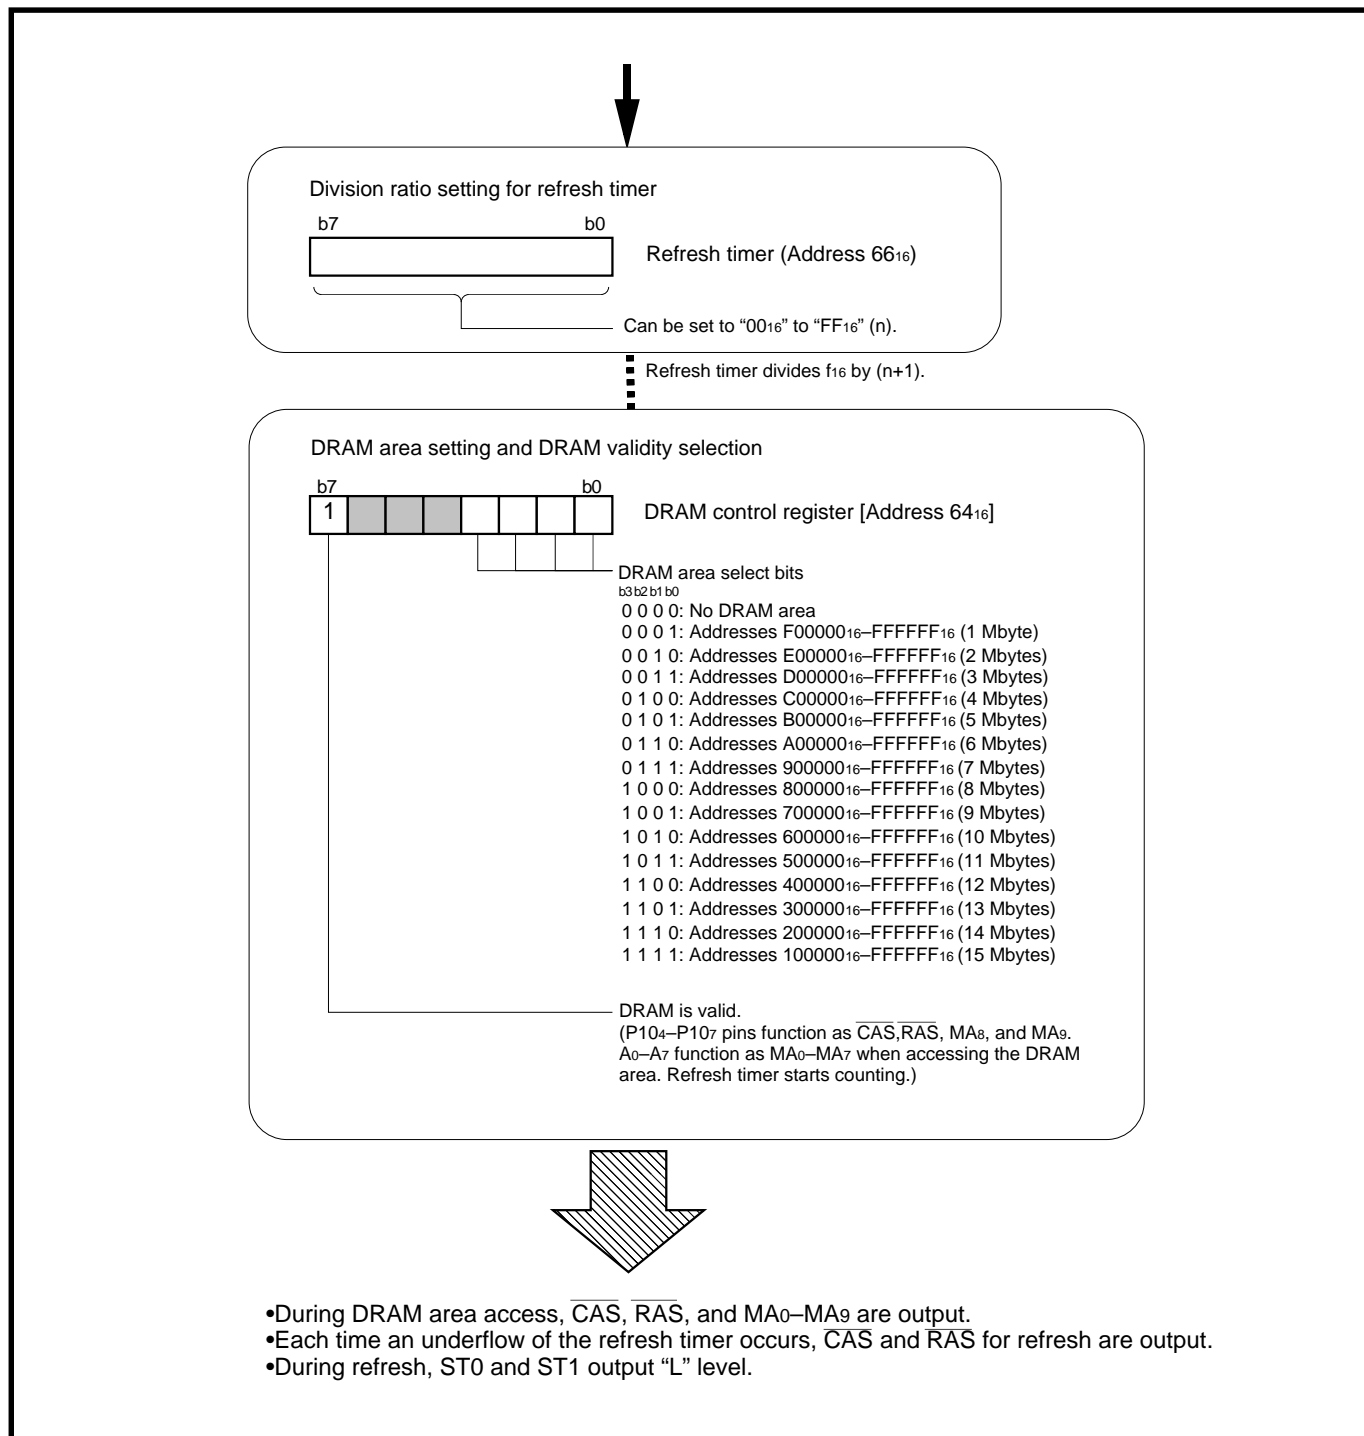 Division ratio setting for refresh timer
b7 b0
Refresh timer (Address 66₁₆)
Can be set to “00₁₆” to “FF₁₆” (n).
Refresh timer divides f₁₆ by (n+1).
DRAM area setting and DRAM validity selection
b7 b0
1
DRAM control register [Address 64₁₆]
DRAM area select bits
b3 b2 b1 b0
0 0 0 0: No DRAM area
0 0 0 1: Addresses F00000₁₆–FFFFFF₁₆ (1 Mbyte)
0 0 1 0: Addresses E00000₁₆–FFFFFF₁₆ (2 Mbytes)
0 0 1 1: Addresses D00000₁₆–FFFFFF₁₆ (3 Mbytes)
0 1 0 0: Addresses C00000₁₆–FFFFFF₁₆ (4 Mbytes)
0 1 0 1: Addresses B00000₁₆–FFFFFF₁₆ (5 Mbytes)
0 1 1 0: Addresses A00000₁₆–FFFFFF₁₆ (6 Mbytes)
0 1 1 1: Addresses 900000₁₆–FFFFFF₁₆ (7 Mbytes)
1 0 0 0: Addresses 800000₁₆–FFFFFF₁₆ (8 Mbytes)
1 0 0 1: Addresses 700000₁₆–FFFFFF₁₆ (9 Mbytes)
1 0 1 0: Addresses 600000₁₆–FFFFFF₁₆ (10 Mbytes)
1 0 1 1: Addresses 500000₁₆–FFFFFF₁₆ (11 Mbytes)
1 1 0 0: Addresses 400000₁₆–FFFFFF₁₆ (12 Mbytes)
1 1 0 1: Addresses 300000₁₆–FFFFFF₁₆ (13 Mbytes)
1 1 1 0: Addresses 200000₁₆–FFFFFF₁₆ (14 Mbytes)
1 1 1 1: Addresses 100000₁₆–FFFFFF₁₆ (15 Mbytes)
DRAM is valid.
(P10₄–P10₇ pins function as C̅A̅S̅,R̅A̅S̅, MA₈, and MA₉.
A₀–A₇ function as MA₀–MA₇ when accessing the DRAM
area. Refresh timer starts counting.)
•During DRAM area access, C̅A̅S̅, R̅A̅S̅, and MA₀–MA₉ are output.
•Each time an underflow of the refresh timer occurs, C̅A̅S̅ and R̅A̅S̅ for refresh are output.
•During refresh, ST0 and ST1 output “L” level.